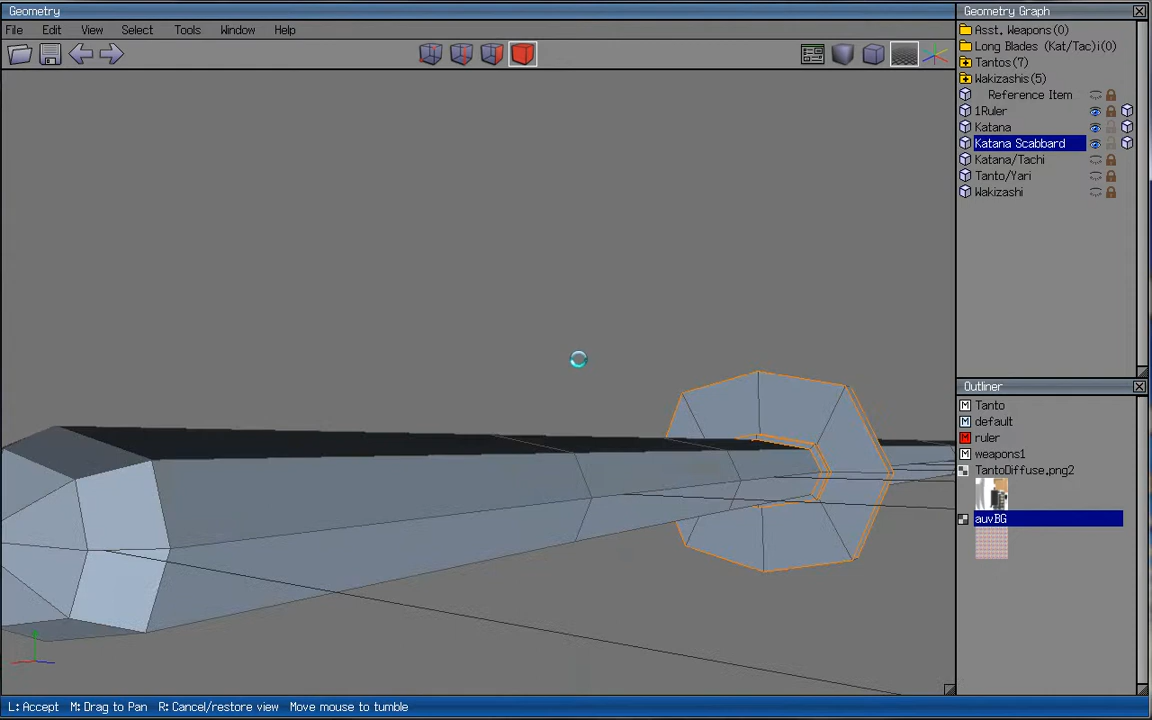 Geometry
File Edit View Select Tools Window Help
Geometry Graph
Asst. Weapons(0)
Long Blades (Kat/Tac)i(0)
Tantos(7)
Wakizashis(5)
Reference Item
1Ruler
Katana
Katana Scabbard
Katana/Tachi
Tanto/Yari
Wakizashi
Outliner
M Tanto
default
M ruler
M weapons1
TantoDiffuse.png2
auvBG
L: Accept M: Drag to Pan R: Cancel/restore view Move mouse to tumble